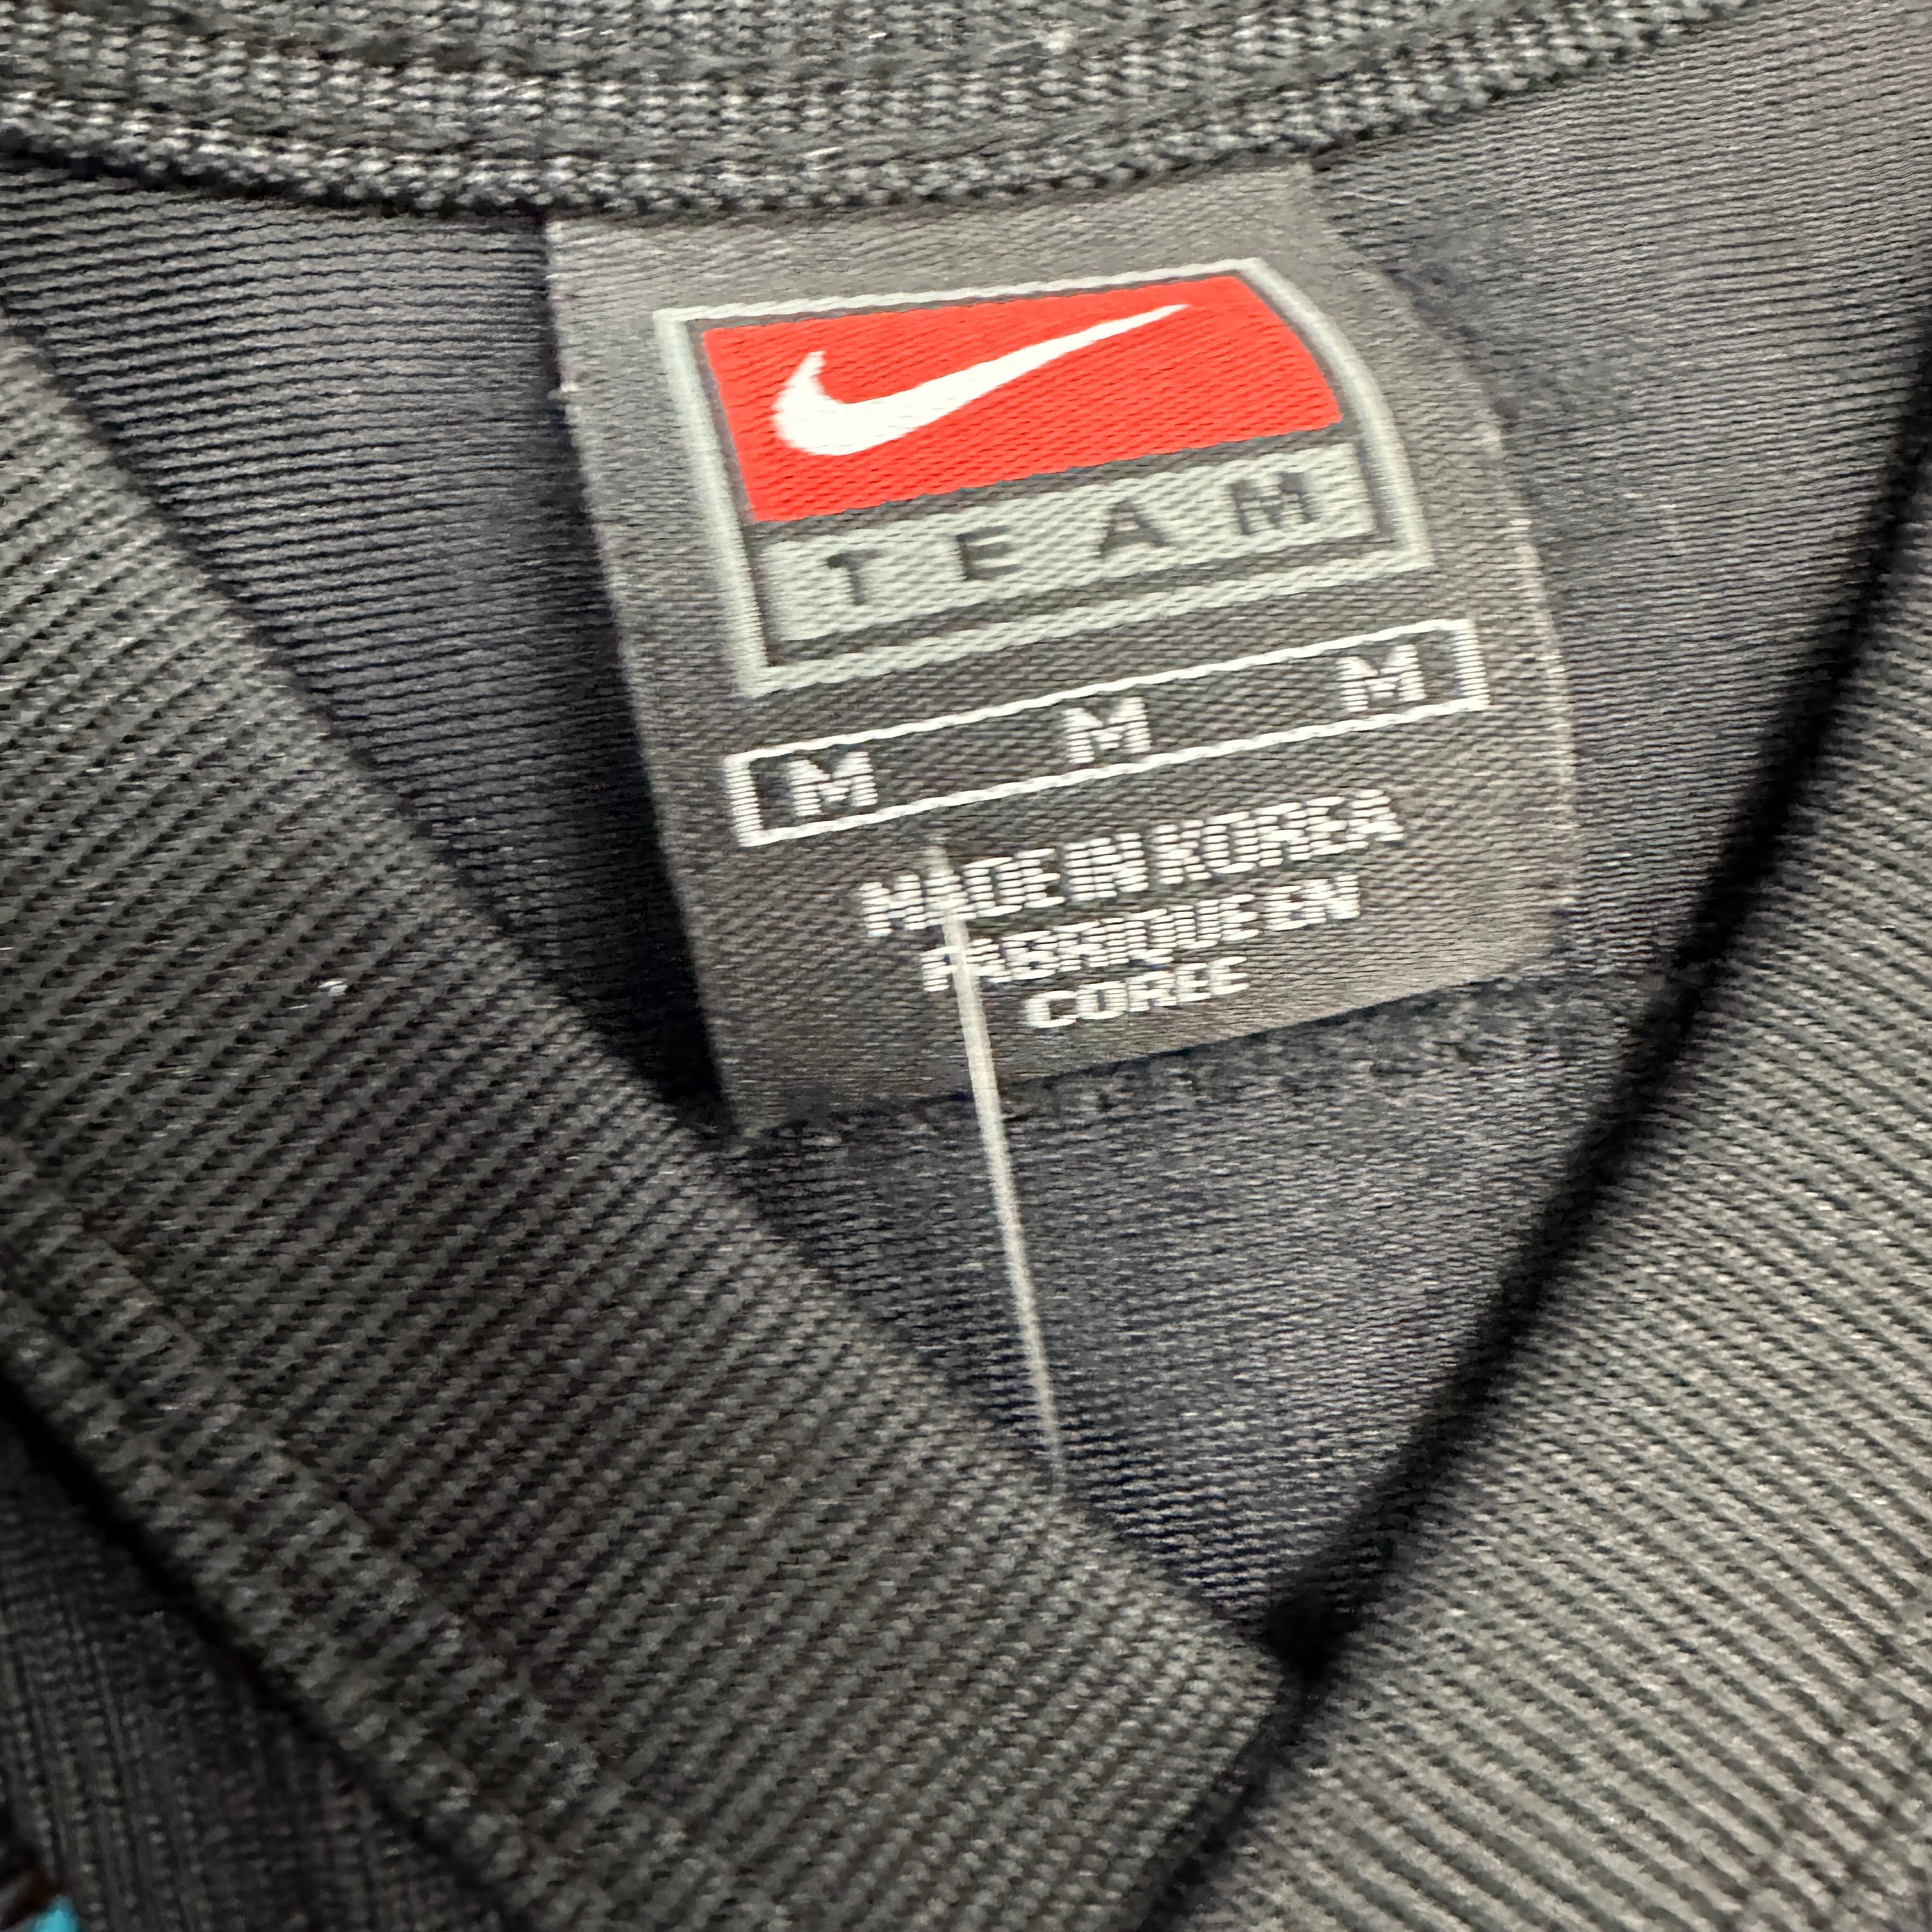 TEAM
M M M
MADE IN KOREA
FABRIQUE EN
COREE